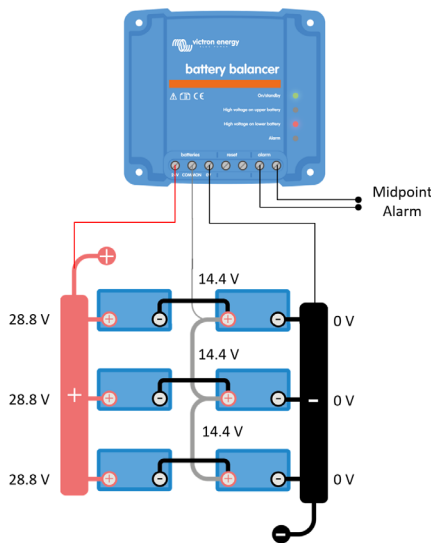 victron energy
battery balancer
On/standby
High voltage on upper battery
High voltage on lower battery
Alarm
batteries reset alarm
Midpoint
Alarm
14.4 V
28.8 V 0 V
14.4 V
28.8 V 0 V
14.4 V
28.8 V 0 V